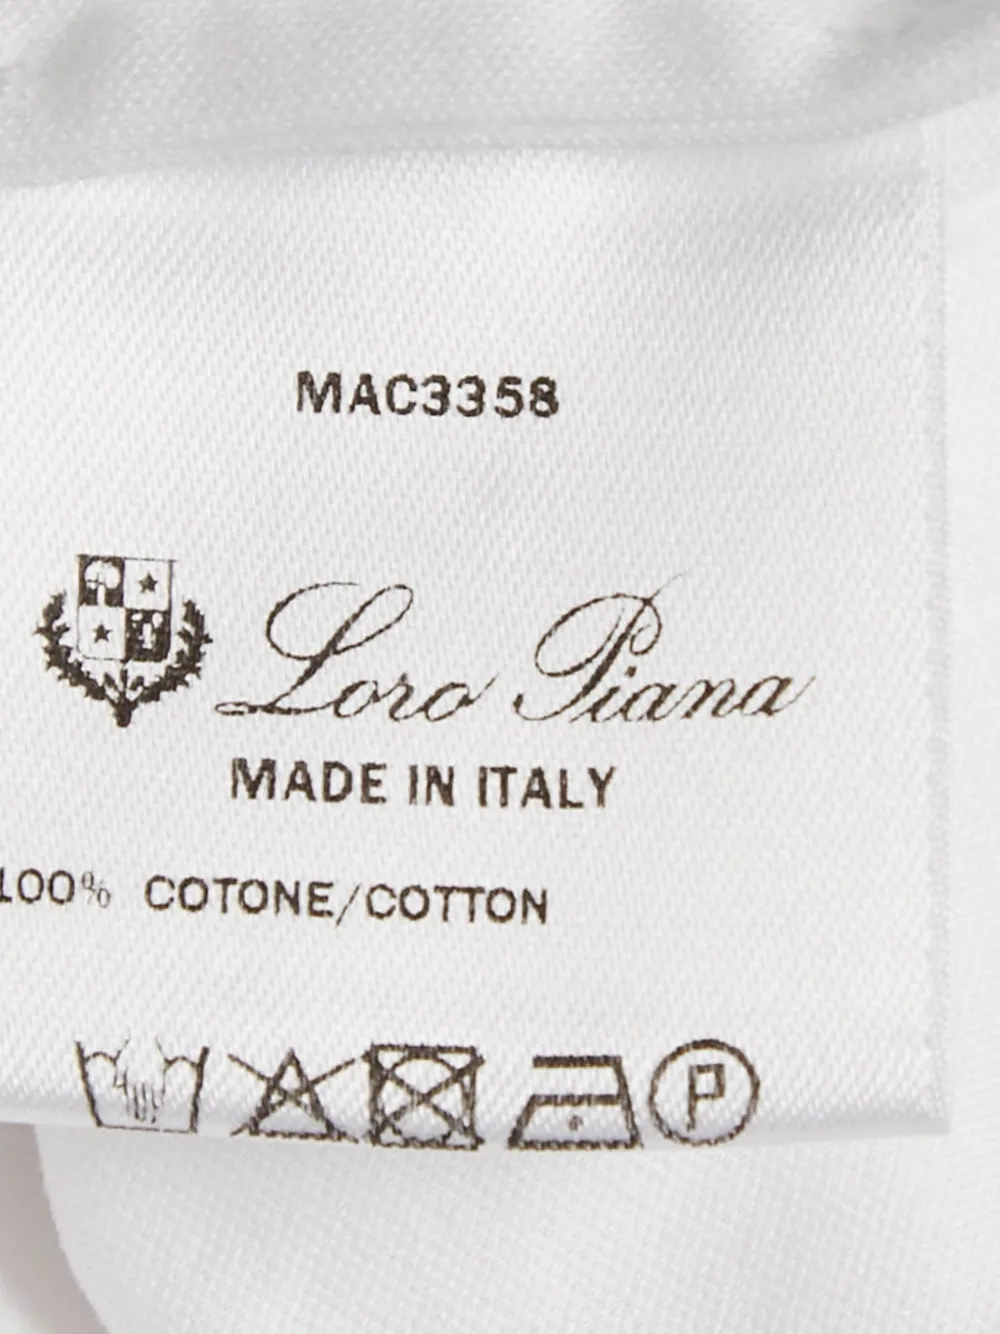 MAC3358
Loro Piana
MADE IN ITALY
100% COTONE/COTTON
P